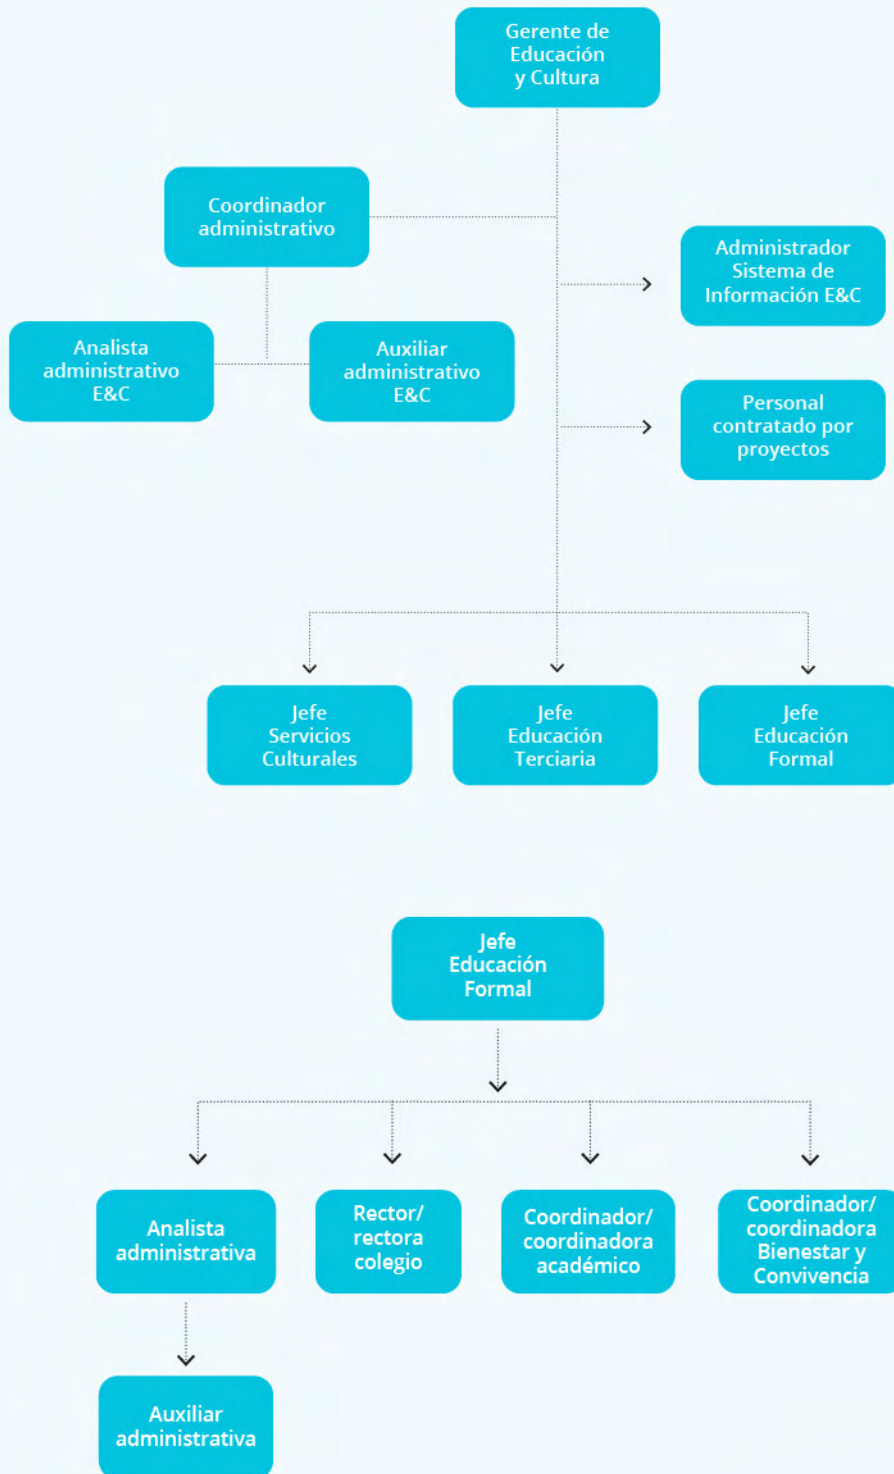 Gerente de
Educación
y Cultura
Coordinador
administrativo
Administrador
Sistema de
Información E&C
Analista
administrativo
E&C
Auxiliar
administrativo
E&C
Personal
contratado por
proyectos
Jefe
Servicios
Culturales
Jefe
Educación
Terciaria
Jefe
Educación
Formal
Jefe
Educación
Formal
Analista
administrativa
Rector/
rectora
colegio
Coordinador/
coordinadora
académico
Coordinador/
coordinadora
Bienestar y
Convivencia
Auxiliar
administrativa